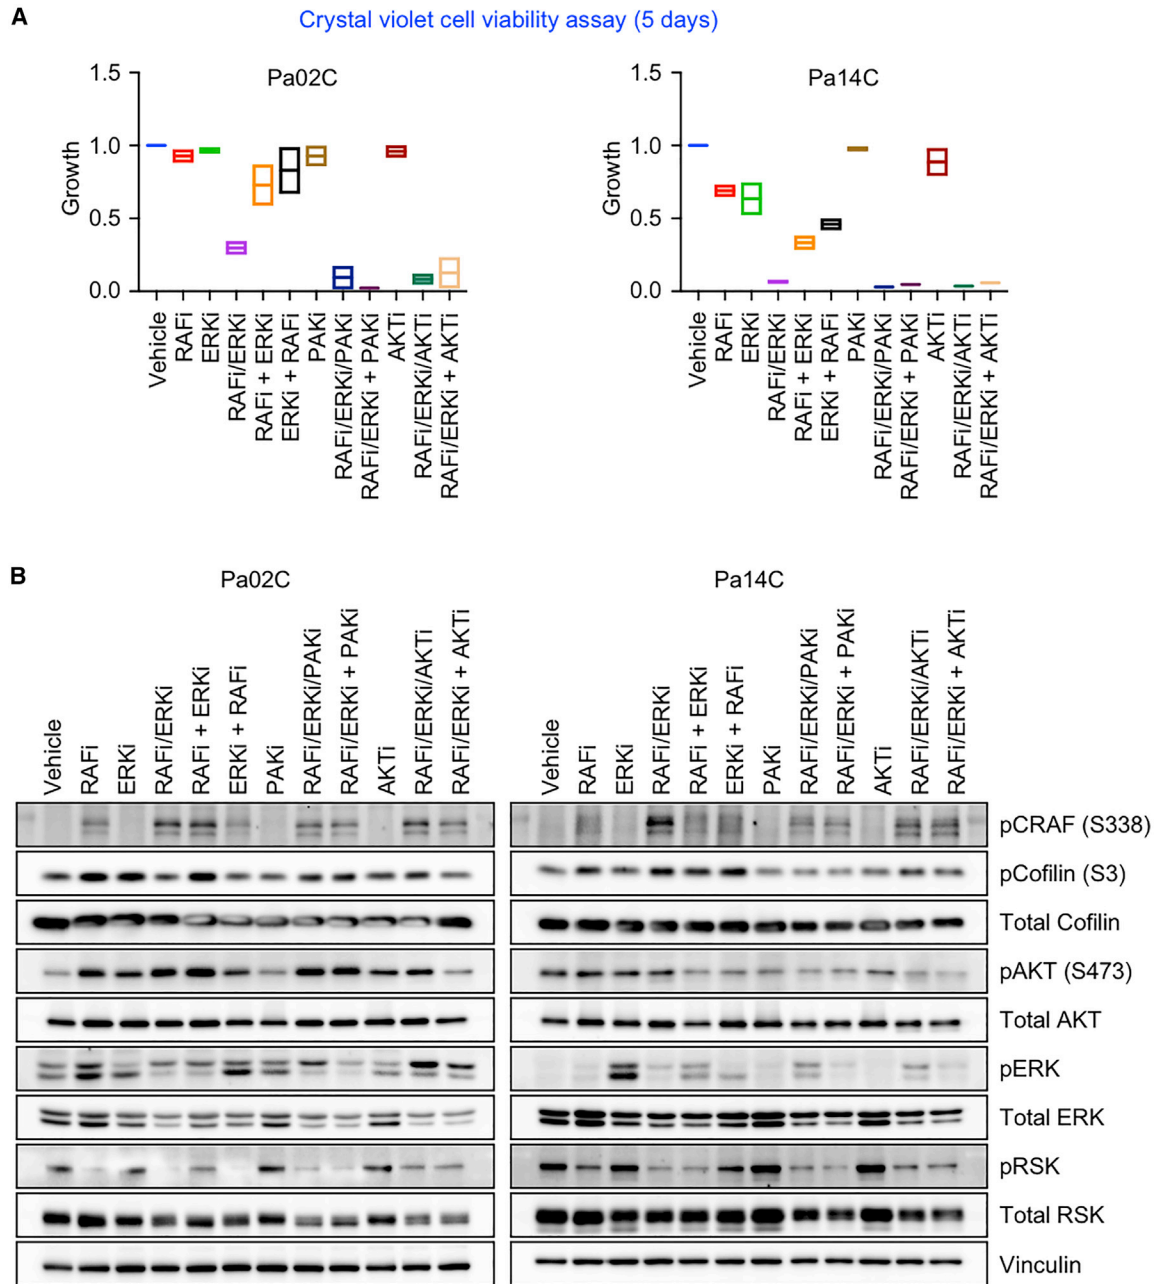 A
Crystal violet cell viability assay (5 days)
Pa02C
Growth
1.5
1.0
0.5
0.0
Vehicle
RAFi
ERKi
RAFi/ERKi
RAFi + ERKi
ERKi + RAFi
PAKi
RAFi/ERKi/PAKi
RAFi/ERKi + PAKi
AKTi
RAFi/ERKi/AKTi
RAFi/ERKi + AKTi
Pa14C
Growth
1.5
1.0
0.5
0.0
Vehicle
RAFi
ERKi
RAFi/ERKi
RAFi + ERKi
ERKi + RAFi
PAKi
RAFi/ERKi/PAKi
RAFi/ERKi + PAKi
AKTi
RAFi/ERKi/AKTi
RAFi/ERKi + AKTi
B
Pa02C
Vehicle
RAFi
ERKi
RAFi/ERKi
RAFi + ERKi
ERKi + RAFi
PAKi
RAFi/ERKi/PAKi
RAFi/ERKi + PAKi
AKTi
RAFi/ERKi/AKTi
RAFi/ERKi + AKTi
Pa14C
Vehicle
RAFi
ERKi
RAFi/ERKi
RAFi + ERKi
ERKi + RAFi
PAKi
RAFi/ERKi/PAKi
RAFi/ERKi + PAKi
AKTi
RAFi/ERKi/AKTi
RAFi/ERKi + AKTi
pCRAF (S338)
pCofilin (S3)
Total Cofilin
pAKT (S473)
Total AKT
pERK
Total ERK
pRSK
Total RSK
Vinculin